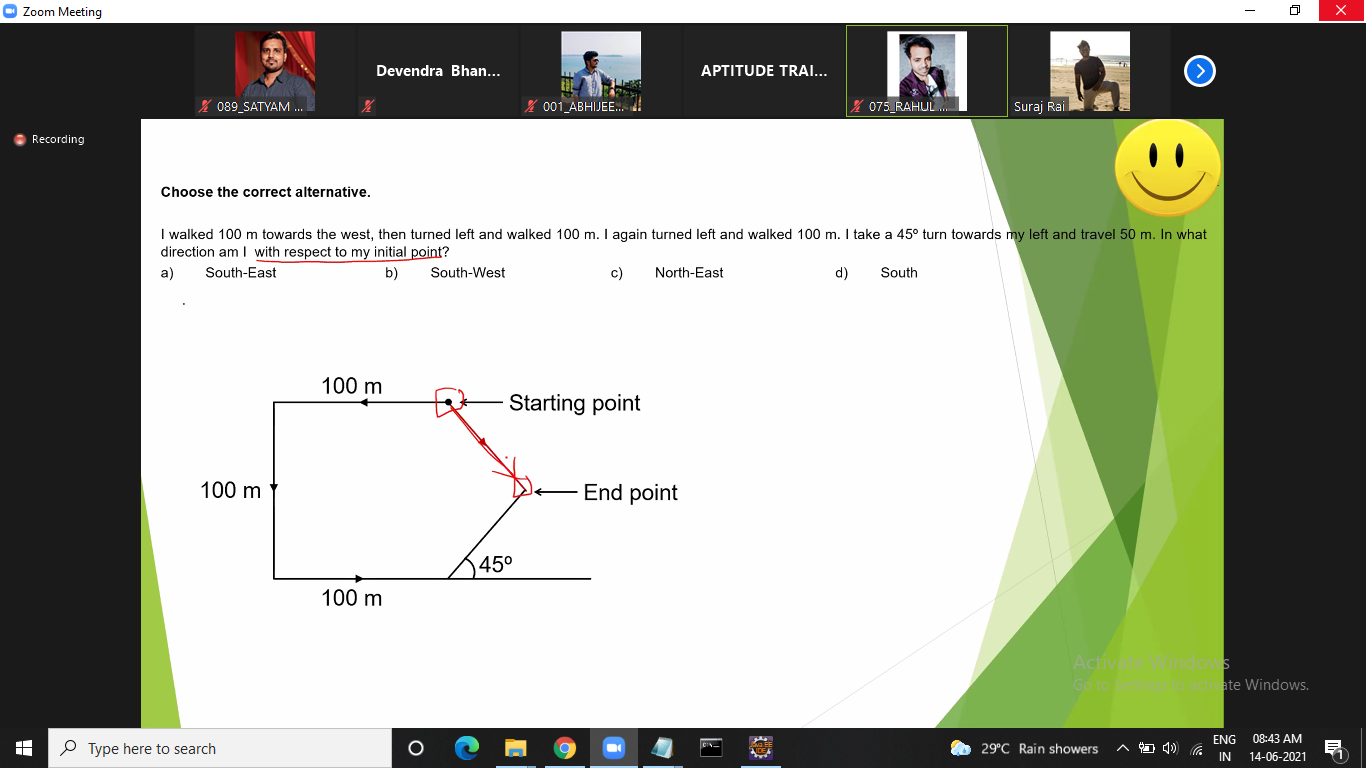 Zoom Meeting
Devendra Bhan...
APTITUDE TRAI...
089_SATYAM ...
001_ABHIJEE...
075_RAHUL ....
Suraj Rai
Recording
Choose the correct alternative.
I walked 100 m towards the west, then turned left and walked 100 m. I again turned left and walked 100 m. I take a 45º turn towards my left and travel 50 m. In what
direction am I with respect to my initial point?
a) South-East b) South-West c) North-East d) South
100 m
Starting point
100 m
End point
45º
100 m
Activate Windows
Go to Settings to activate Windows.
Type here to search
29°C Rain showers
ENG
IN
08:43 AM
14-06-2021
1